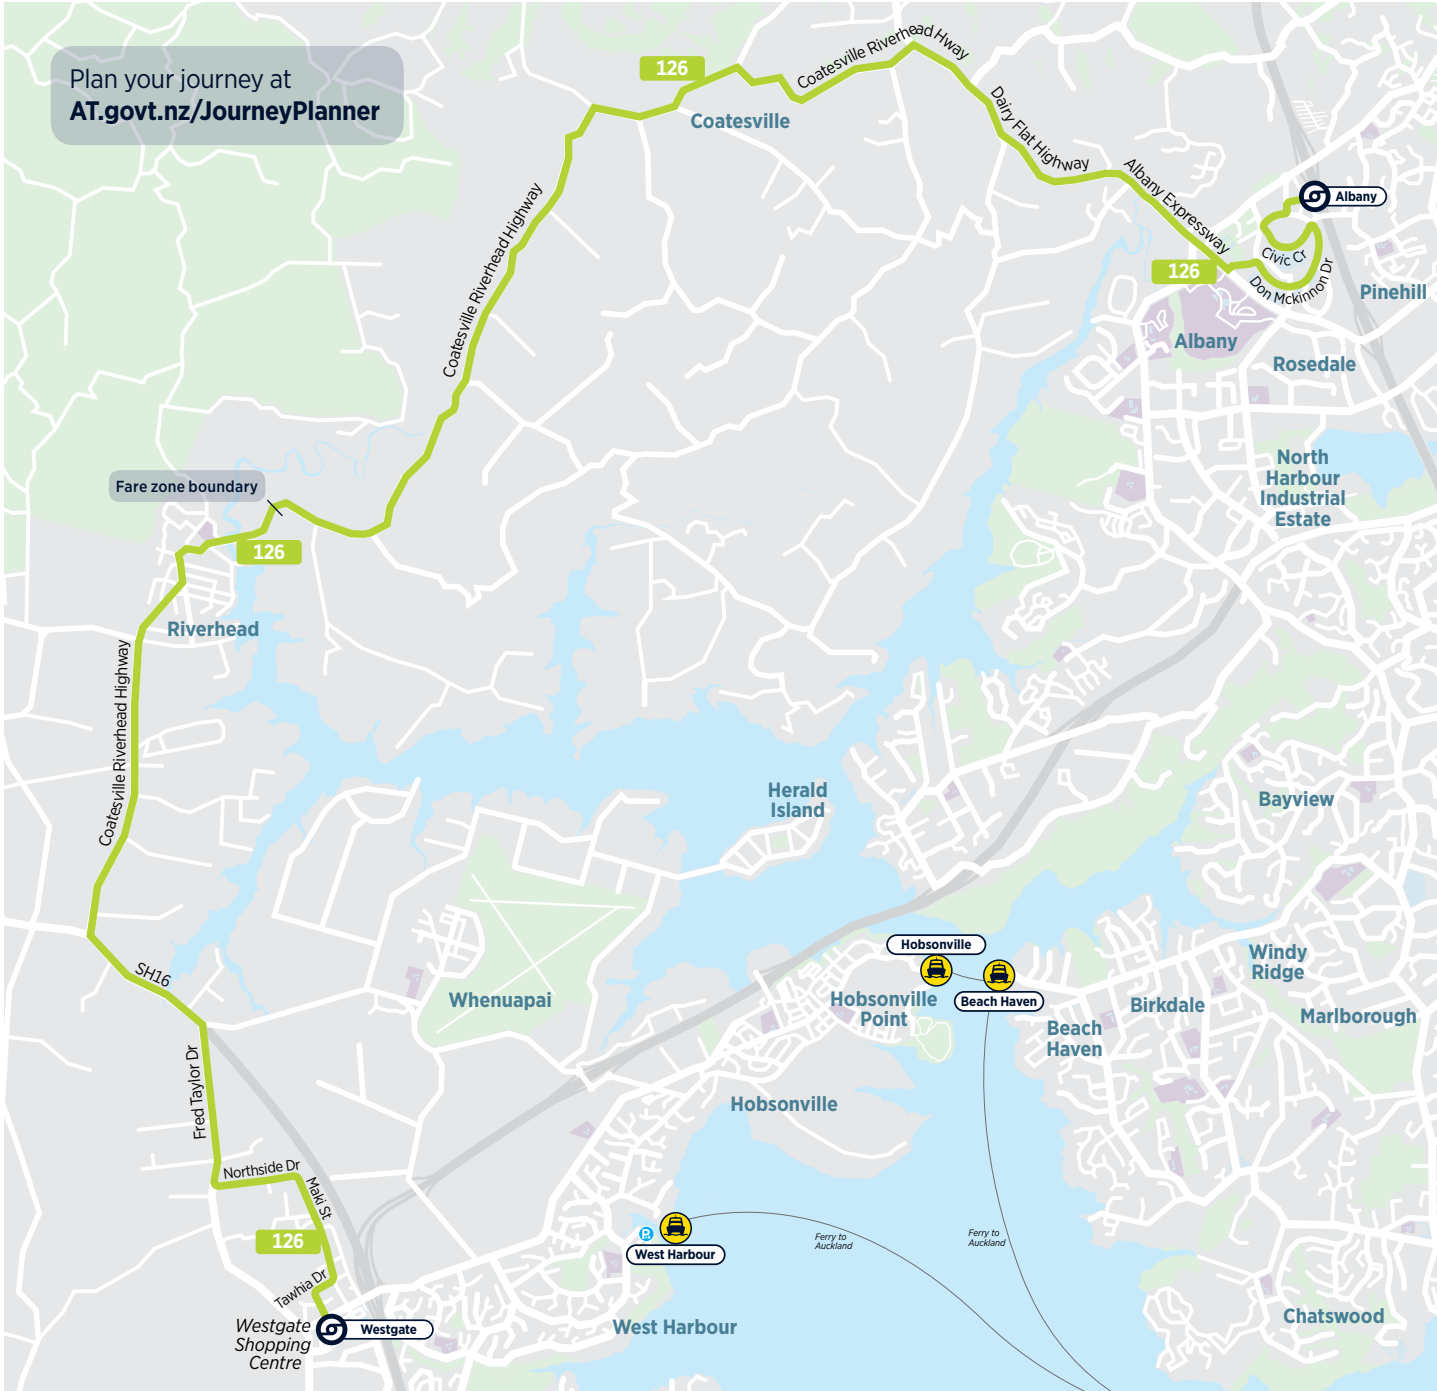 Plan your journey at
AT.govt.nz/JourneyPlanner
126
Coatesville
Coatesville Riverhead Hway
Dairy Flat Highway
Albany Expressway
Albany
Civic Cr
Don Mckinnon Dr
126
Pinehill
Albany
Rosedale
Coatesville Riverhead Highway
North
Harbour
Industrial
Estate
Fare zone boundary
126
Riverhead
Coatesville Riverhead Highway
Herald
Island
Bayview
SH16
Whenuapai
Hobsonville
Beach Haven
Hobsonville
Point
Windy
Ridge
Birkdale
Marlborough
Beach
Haven
Fred Taylor Dr
Hobsonville
Northside Dr
Maki St
126
P
West Harbour
Ferry to
Auckland
Ferry to
Auckland
Tawhia Dr
Westgate
Shopping
Centre
Westgate
West Harbour
Chatswood